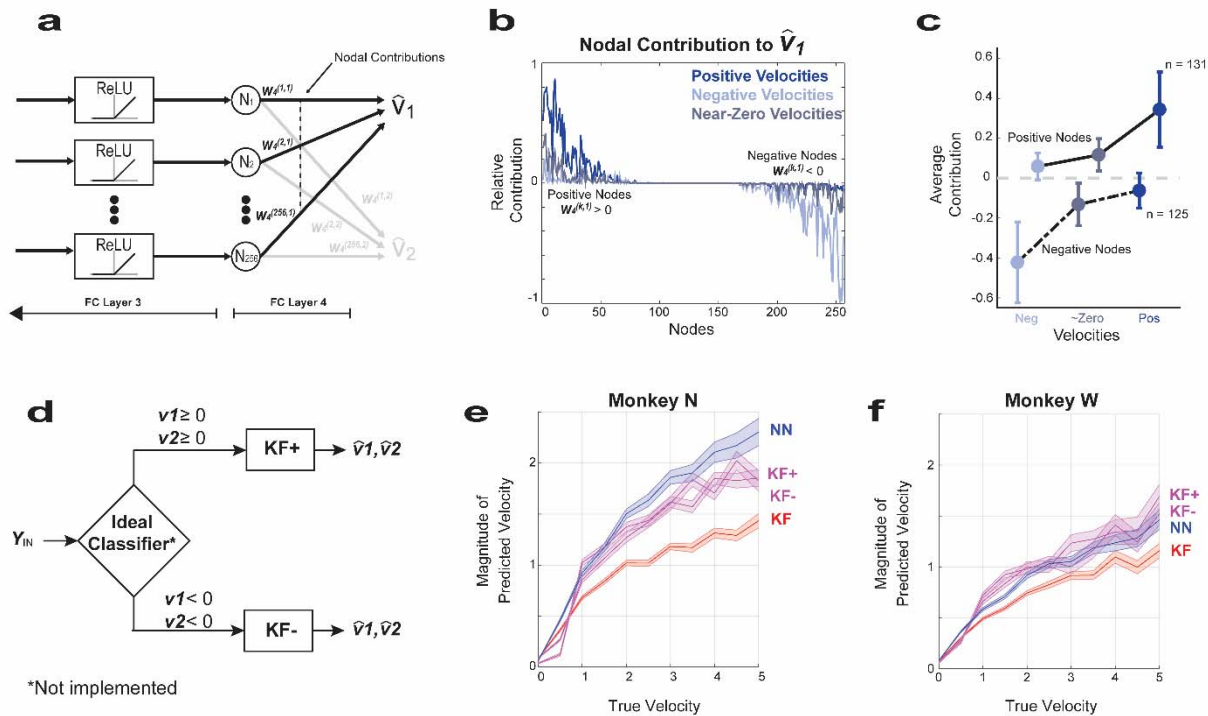 a
Nodal Contributions
ReLU
N1
W4(1,1)
V̂1
ReLU
N2
W4(2,1)
W4(1,2)
W4(256,1)
W4(2,2)
W4(256,2)
V̂2
ReLU
N256
FC Layer 3
FC Layer 4
b
Nodal Contribution to V̂1
Positive Velocities
Negative Velocities
Near-Zero Velocities
Relative
Contribution
1
0
-1
Positive Nodes
W4(k,1) > 0
Negative Nodes
W4(k,1) < 0
0
50
100
150
200
250
Nodes
c
Average
Contribution
0.6
0.4
0.2
0
-0.2
-0.4
-0.6
n = 131
Positive Nodes
n = 125
Negative Nodes
Neg
~Zero
Pos
Velocities
d
v1≥ 0
v2≥ 0
KF+
v̂1,v̂2
YIN
Ideal
Classifier*
v1< 0
v2< 0
KF-
v̂1,v̂2
*Not implemented
e
Monkey N
Magnitude of
Predicted Velocity
2
1
0
NN
KF+
KF-
KF
0
1
2
3
4
5
True Velocity
f
Monkey W
Magnitude of
Predicted Velocity
2
1
0
KF+
KF-
NN
KF
0
1
2
3
4
5
True Velocity